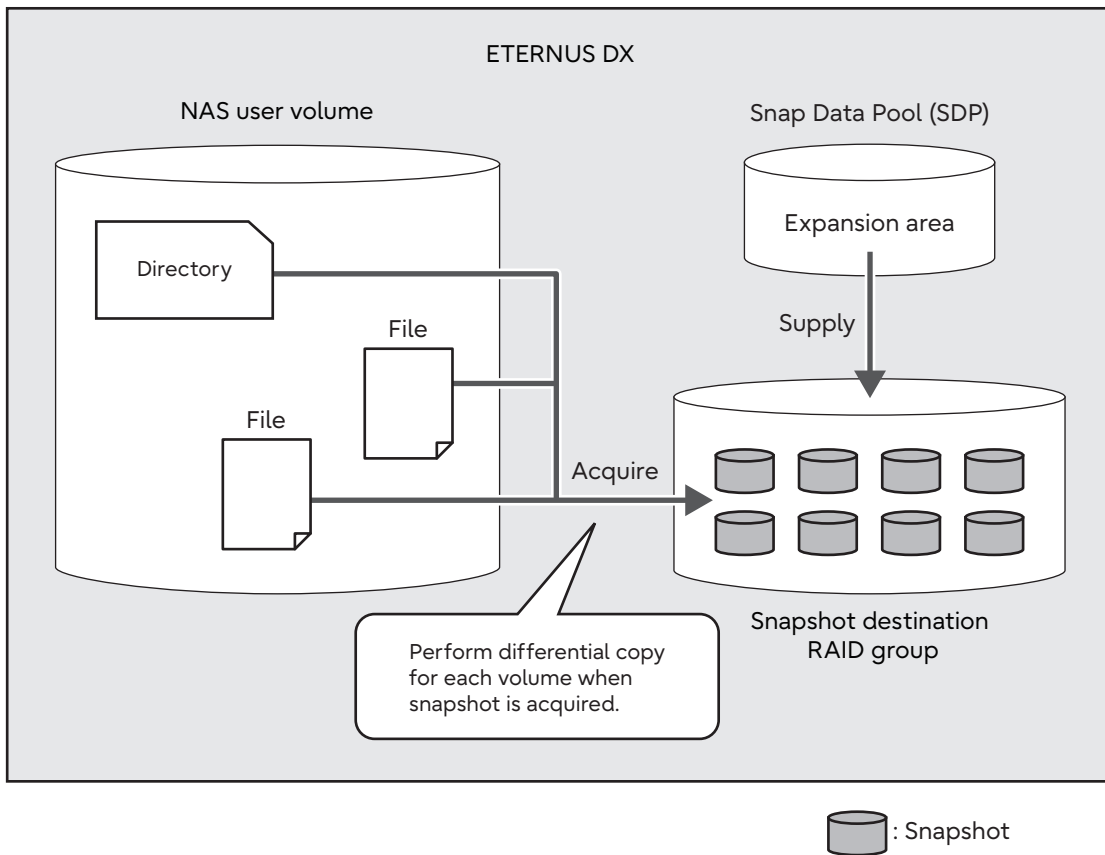 ETERNUS DX
NAS user volume
Snap Data Pool (SDP)
Expansion area
Directory
Supply
File
File
Acquire
Perform differential copy
for each volume when
snapshot is acquired.
Snapshot destination
RAID group
: Snapshot